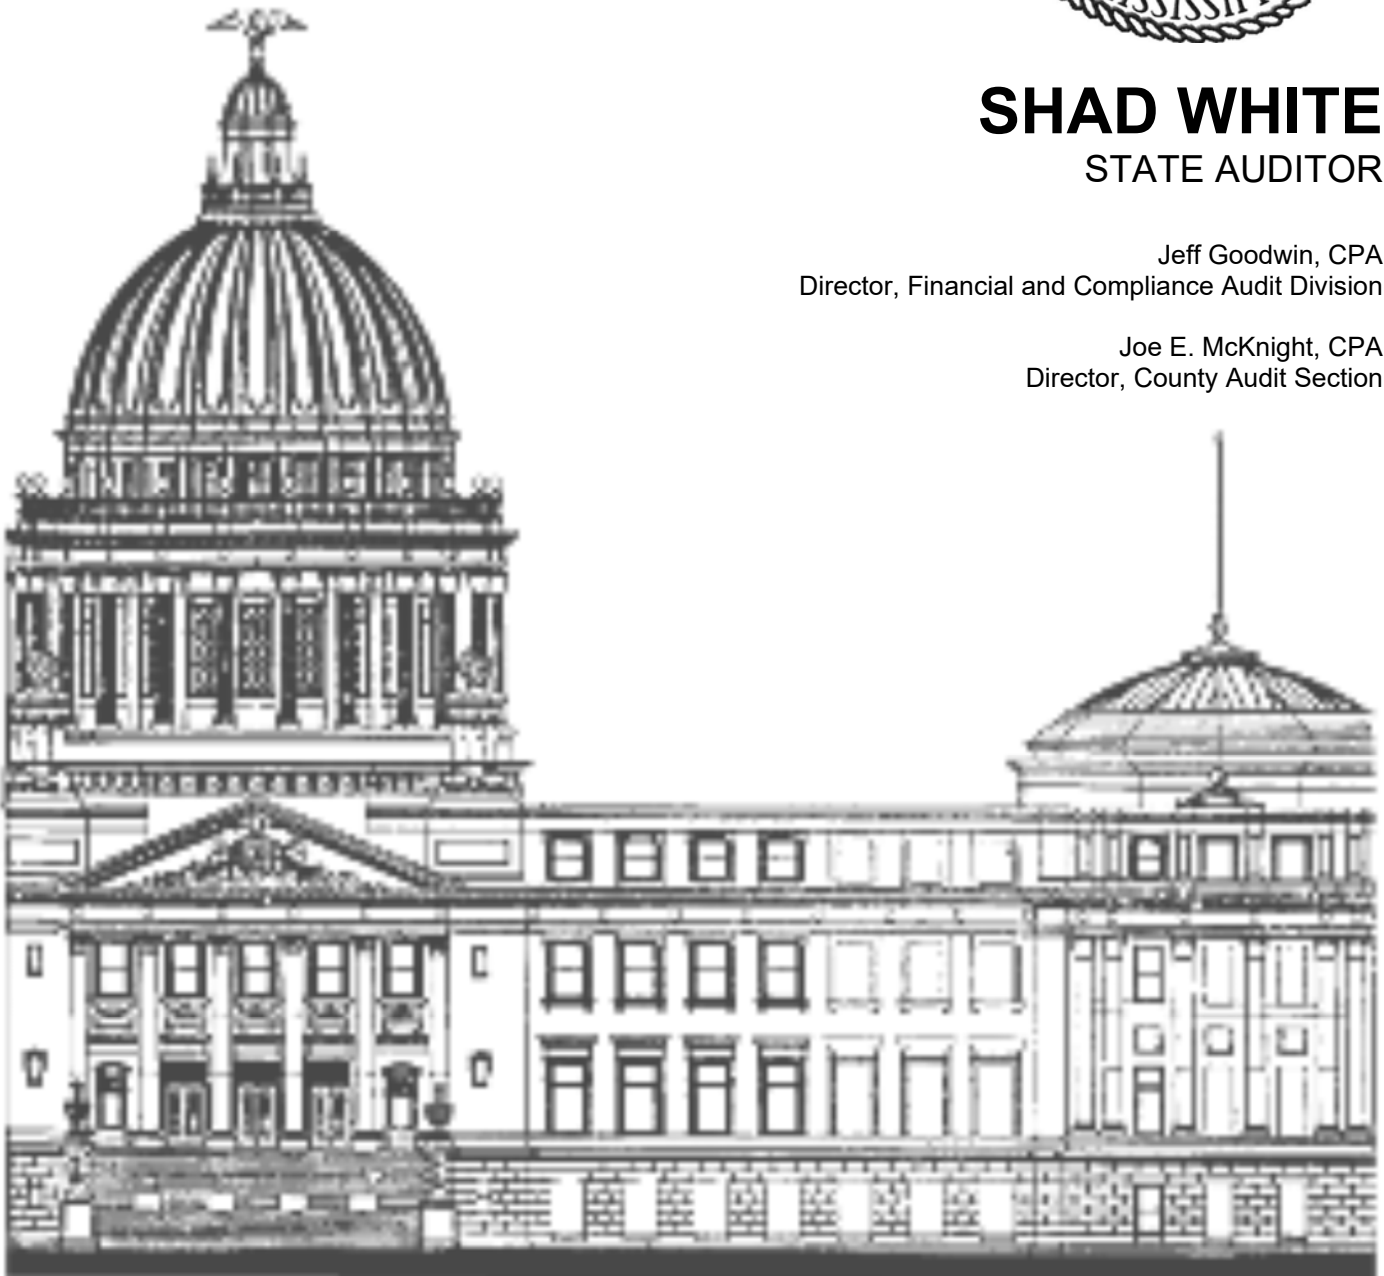 SHAD WHITE
STATE AUDITOR
Jeff Goodwin, CPA
Director, Financial and Compliance Audit Division
Joe E. McKnight, CPA
Director, County Audit Section